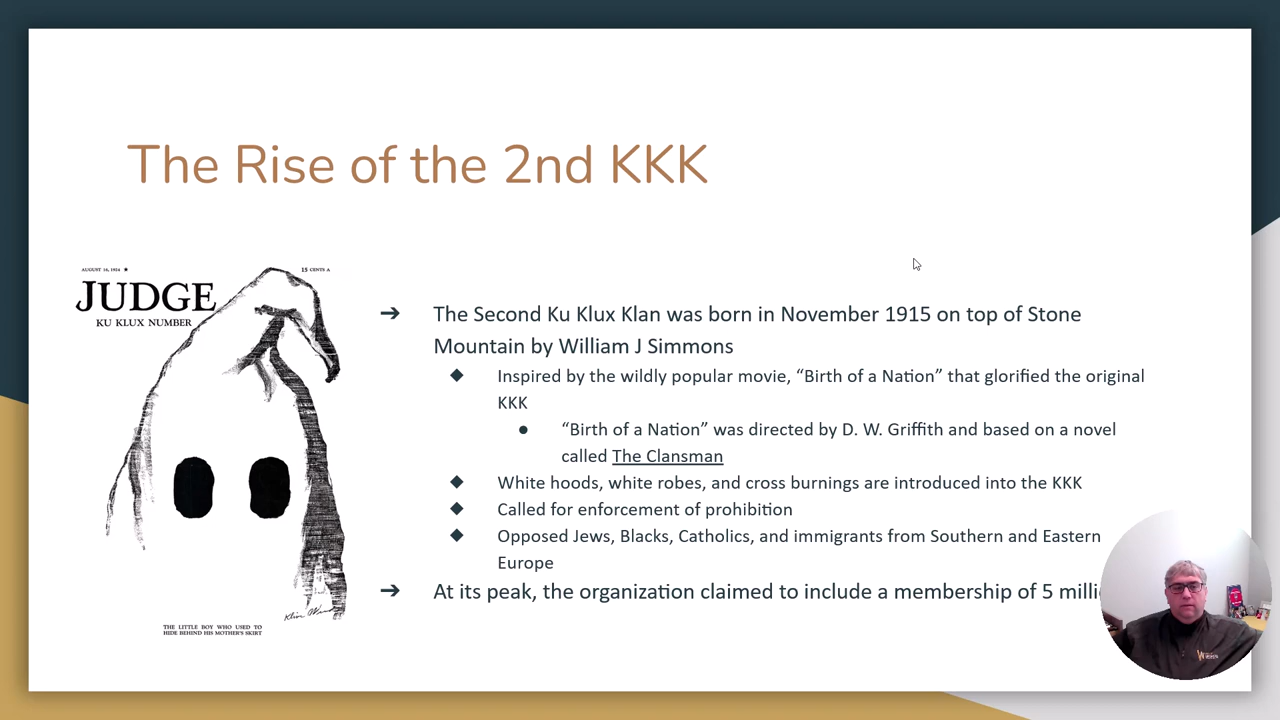 The Rise of the 2nd KKK
AUGUST 16, 1924 ★
15 CENTS A
JUDGE
KU KLUX NUMBER
THE LITTLE BOY WHO USED TO
HIDE BEHIND HIS MOTHER'S SKIRT
➔ The Second Ku Klux Klan was born in November 1915 on top of Stone
Mountain by William J Simmons
◆ Inspired by the wildly popular movie, “Birth of a Nation” that glorified the original
KKK
● “Birth of a Nation” was directed by D. W. Griffith and based on a novel
called The Clansman
◆ White hoods, white robes, and cross burnings are introduced into the KKK
◆ Called for enforcement of prohibition
◆ Opposed Jews, Blacks, Catholics, and immigrants from Southern and Eastern
Europe
➔ At its peak, the organization claimed to include a membership of 5